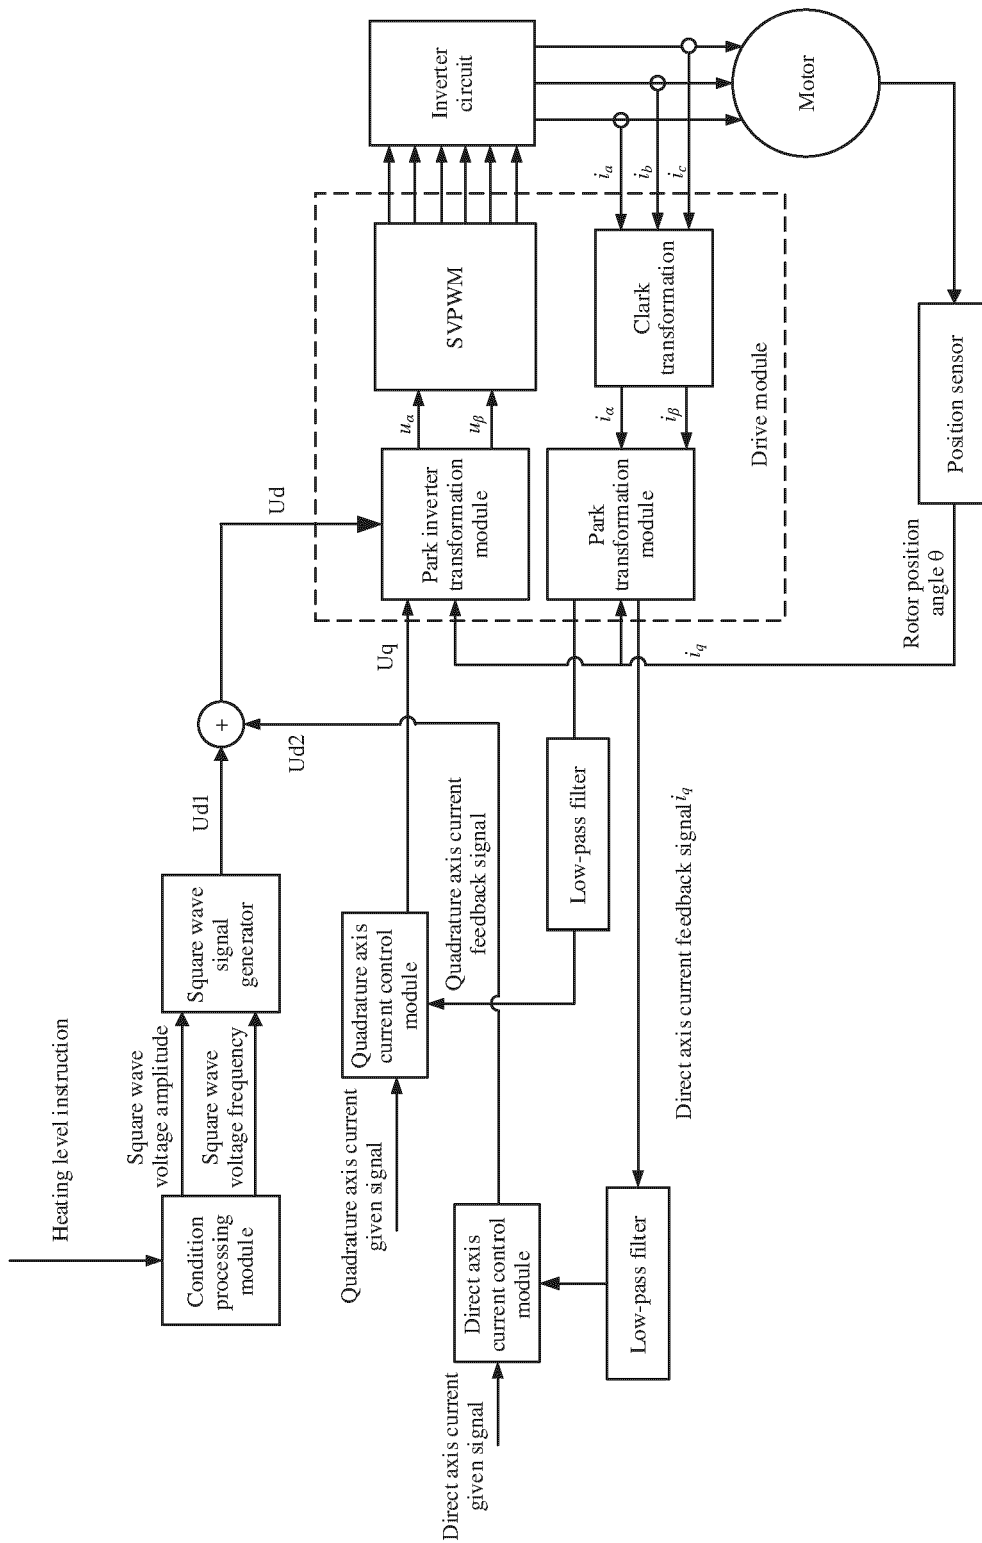 Heating level instruction
Condition
processing
module
Square wave
voltage amplitude
Square wave
voltage frequency
Square wave
signal
generator
Ud1
+
Ud2
Ud
Quadrature axis current
given signal
Quadrature axis
current control
module
Uq
Quadrature axis current
feedback signal
Direct axis current
given signal
Direct axis
current control
module
Low-pass filter
Low-pass filter
Direct axis current feedback signal iq
iq
Park inverter
transformation
module
uα
uβ
SVPWM
Inverter
circuit
Park
transformation
module
iα
iβ
Clark
transformation
ia
ib
ic
Drive module
Motor
Rotor position
angle θ
Position sensor